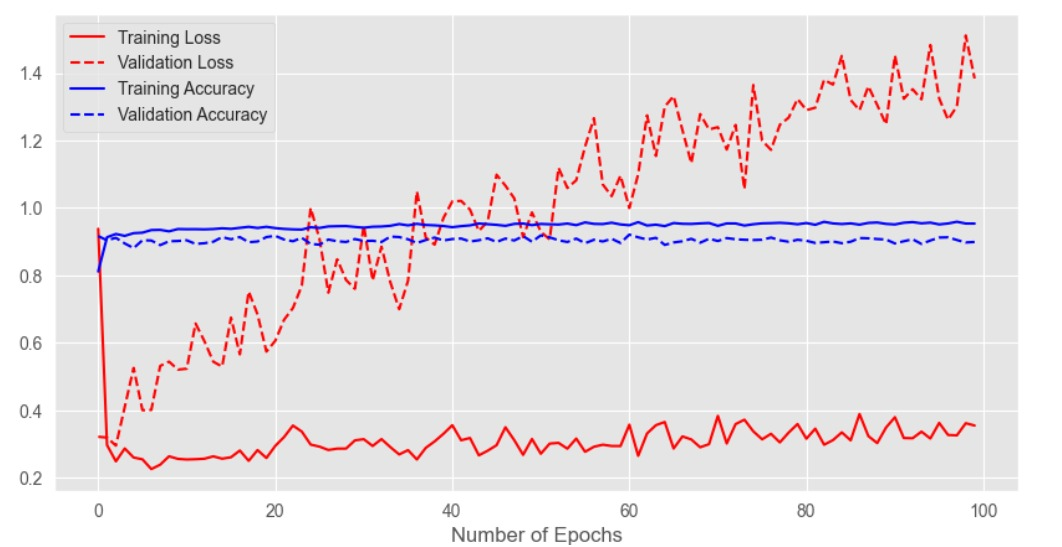 Training Loss
Validation Loss
Training Accuracy
Validation Accuracy
1.4
1.2
1.0
0.8
0.6
0.4
0.2
0 20 40 60 80 100
Number of Epochs